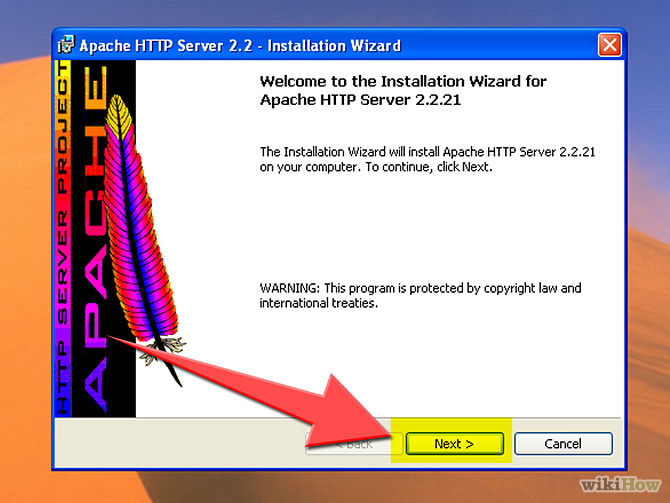 Apache HTTP Server 2.2 - Installation Wizard
HTTP SERVER PROJECT
APACHE
Welcome to the Installation Wizard for
Apache HTTP Server 2.2.21
The Installation Wizard will install Apache HTTP Server 2.2.21
on your computer. To continue, click Next.
WARNING: This program is protected by copyright law and
international treaties.
< Back
Next >
Cancel
wikiHow